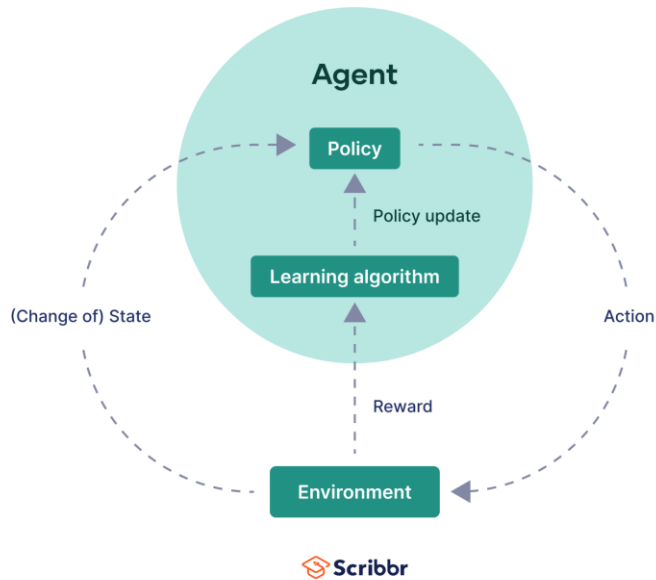 Agent
Policy
Policy update
Learning algorithm
(Change of) State
Action
Reward
Environment
Scribbr